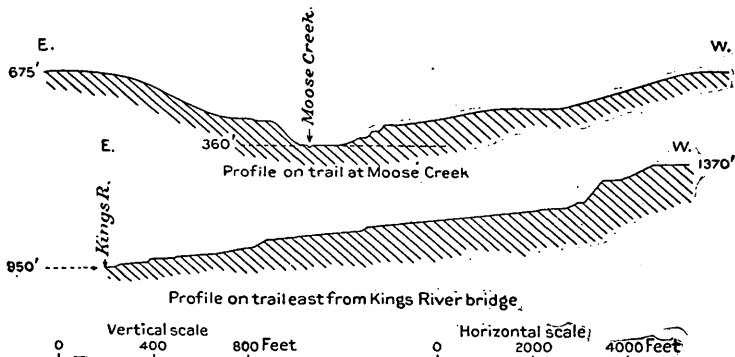 E.
W.
Moose Creek.
675'
360'
Profile on trail at Moose Creek
E.
W.
1370'
Kings R.
950'
Profile on trail east from Kings River bridge
Vertical scale
0 400 800 Feet
Horizontal scale
0 2000 4000 Feet